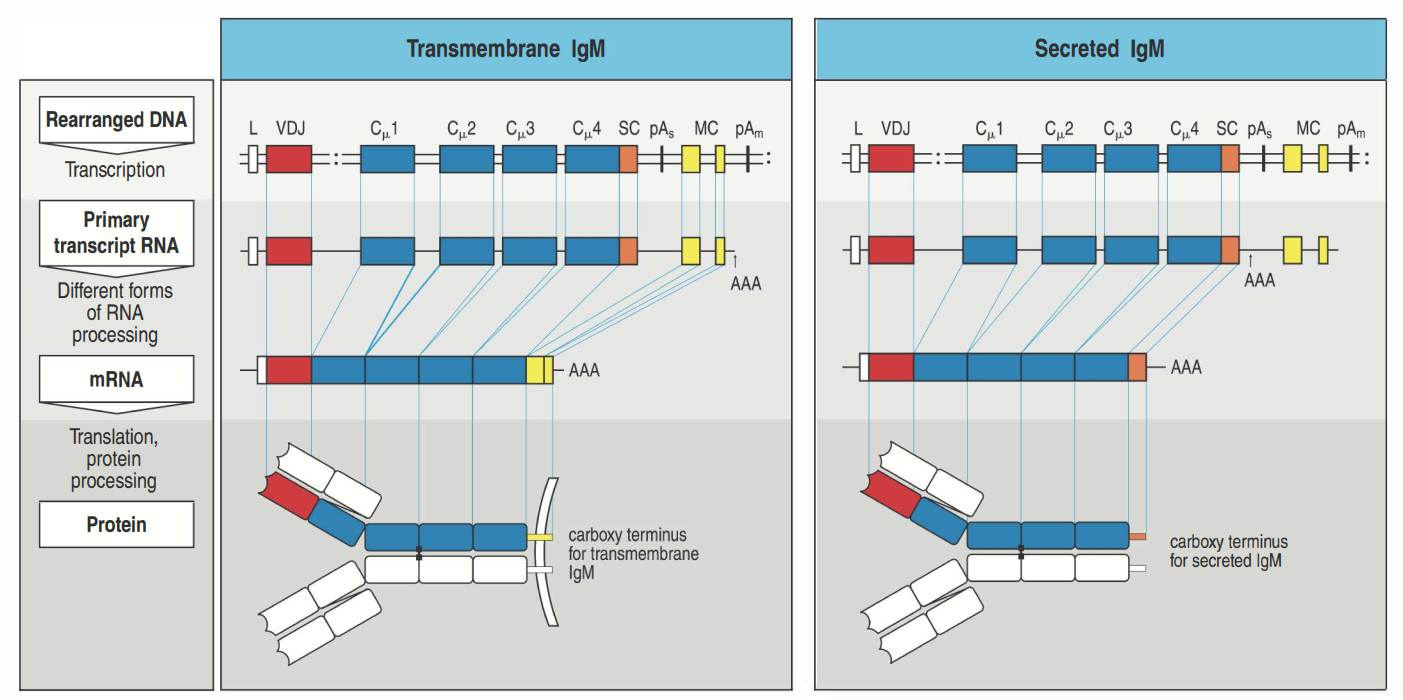 Transmembrane IgM
Secreted IgM
Rearranged DNA
Transcription
Primary
transcript RNA
Different forms
of RNA
processing
mRNA
Translation,
protein
processing
Protein
L VDJ Cμ1 Cμ2 Cμ3 Cμ4 SC pAs MC pAm
AAA
AAA
carboxy terminus
for transmembrane
IgM
L VDJ Cμ1 Cμ2 Cμ3 Cμ4 SC pAs MC pAm
AAA
AAA
carboxy terminus
for secreted IgM